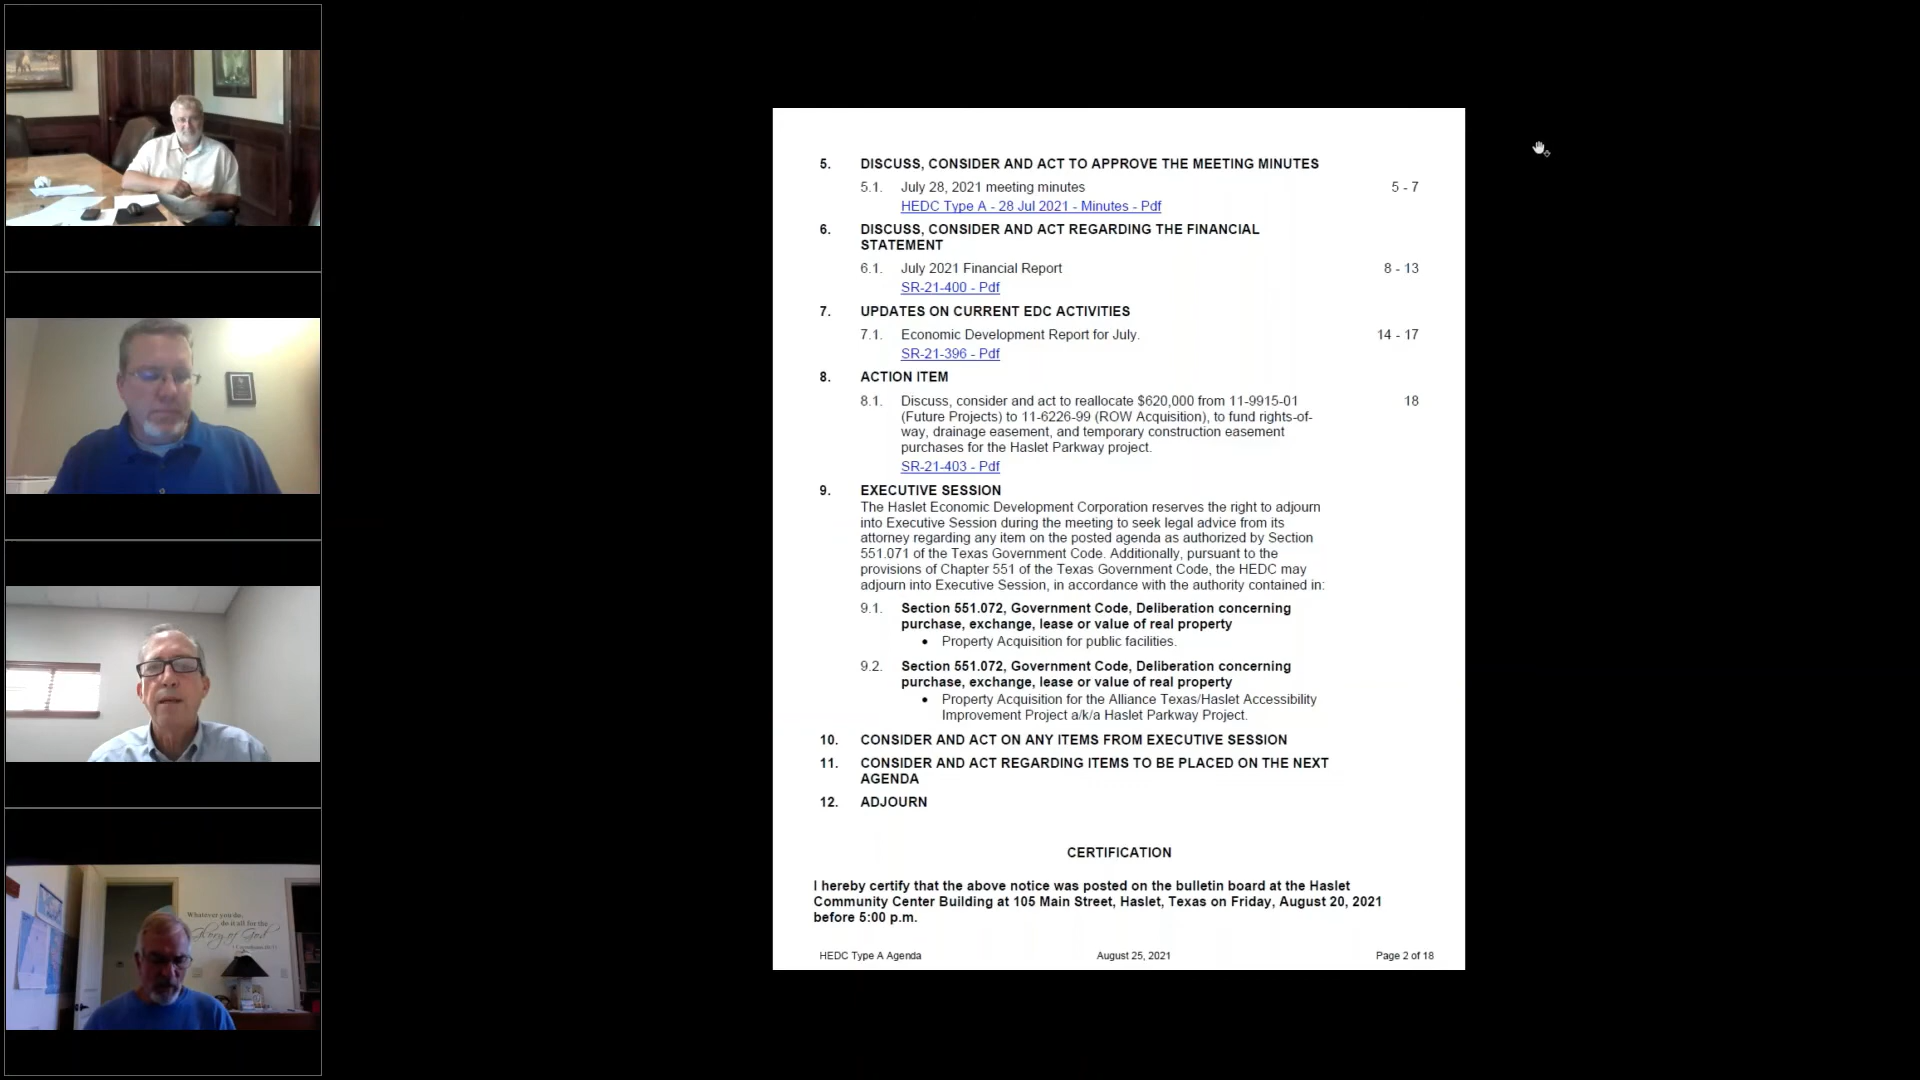 5. DISCUSS, CONSIDER AND ACT TO APPROVE THE MEETING MINUTES
5.1. July 28, 2021 meeting minutes 5 - 7
HEDC Type A - 28 Jul 2021 - Minutes - Pdf
6. DISCUSS, CONSIDER AND ACT REGARDING THE FINANCIAL
STATEMENT
6.1. July 2021 Financial Report 8 - 13
SR-21-400 - Pdf
7. UPDATES ON CURRENT EDC ACTIVITIES
7.1. Economic Development Report for July. 14 - 17
SR-21-396 - Pdf
8. ACTION ITEM
8.1. Discuss, consider and act to reallocate $620,000 from 11-9915-01 18
(Future Projects) to 11-6226-99 (ROW Acquisition), to fund rights-of-
way, drainage easement, and temporary construction easement
purchases for the Haslet Parkway project.
SR-21-403 - Pdf
9. EXECUTIVE SESSION
The Haslet Economic Development Corporation reserves the right to adjourn
into Executive Session during the meeting to seek legal advice from its
attorney regarding any item on the posted agenda as authorized by Section
551.071 of the Texas Government Code. Additionally, pursuant to the
provisions of Chapter 551 of the Texas Government Code, the HEDC may
adjourn into Executive Session, in accordance with the authority contained in:
9.1. Section 551.072, Government Code, Deliberation concerning
purchase, exchange, lease or value of real property
• Property Acquisition for public facilities.
9.2. Section 551.072, Government Code, Deliberation concerning
purchase, exchange, lease or value of real property
• Property Acquisition for the Alliance Texas/Haslet Accessibility
Improvement Project a/k/a Haslet Parkway Project.
10. CONSIDER AND ACT ON ANY ITEMS FROM EXECUTIVE SESSION
11. CONSIDER AND ACT REGARDING ITEMS TO BE PLACED ON THE NEXT
AGENDA
12. ADJOURN
CERTIFICATION
I hereby certify that the above notice was posted on the bulletin board at the Haslet
Community Center Building at 105 Main Street, Haslet, Texas on Friday, August 20, 2021
before 5:00 p.m.
HEDC Type A Agenda August 25, 2021 Page 2 of 18
Whatever you do,
do it all for the
Glory of God